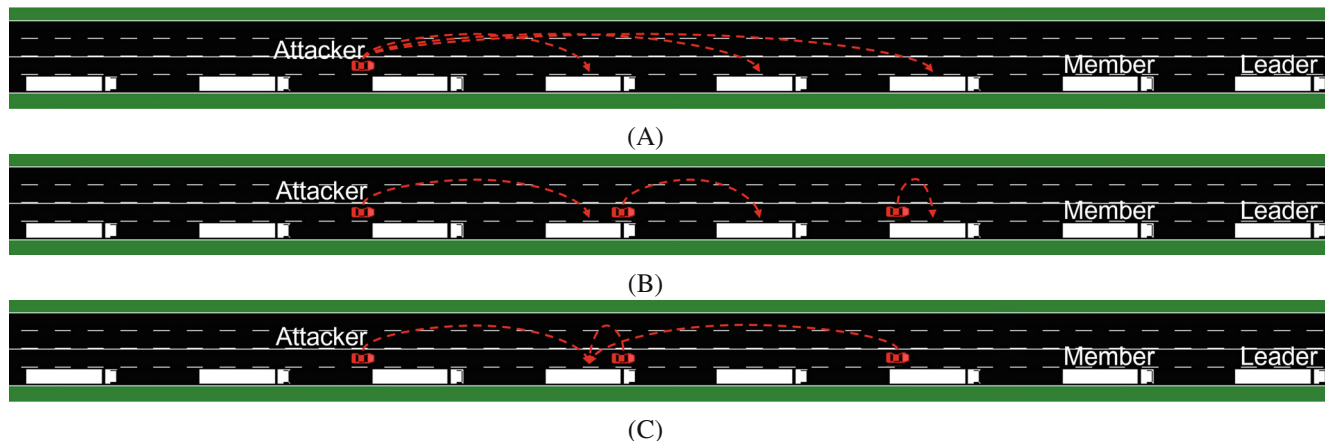 Attacker
Member Leader
(A)
Attacker
Member Leader
(B)
Attacker
Member Leader
(C)